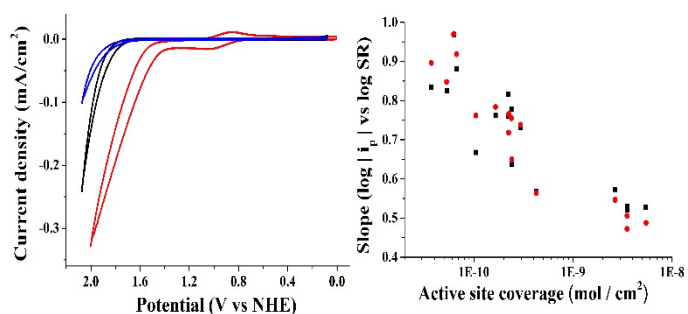 0.0
-0.1
-0.2
-0.3
Current density (mA/cm²)
2.0 1.6 1.2 0.8 0.4 0.0
Potential (V vs NHE)
1.0
0.9
0.8
0.7
0.6
0.5
0.4
Slope (log | iₚ | vs log SR)
1E-10 1E-9 1E-8
Active site coverage (mol / cm²)